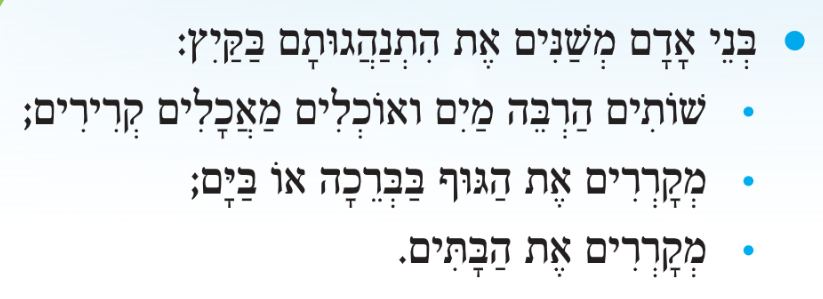 • בְּנֵי אָדָם מְשַׁנִּים אֶת הִתְנַהֲגוּתָם בַּקַּיִץ:
• שׁוֹתִים הַרְבֵּה מַיִם וְאוֹכְלִים מַאֲכָלִים קְרִירִים;
• מְקָרְרִים אֶת הַגּוּף בַּבְּרֵכָה אוֹ בַּיָּם;
• מְקָרְרִים אֶת הַבָּתִּים.